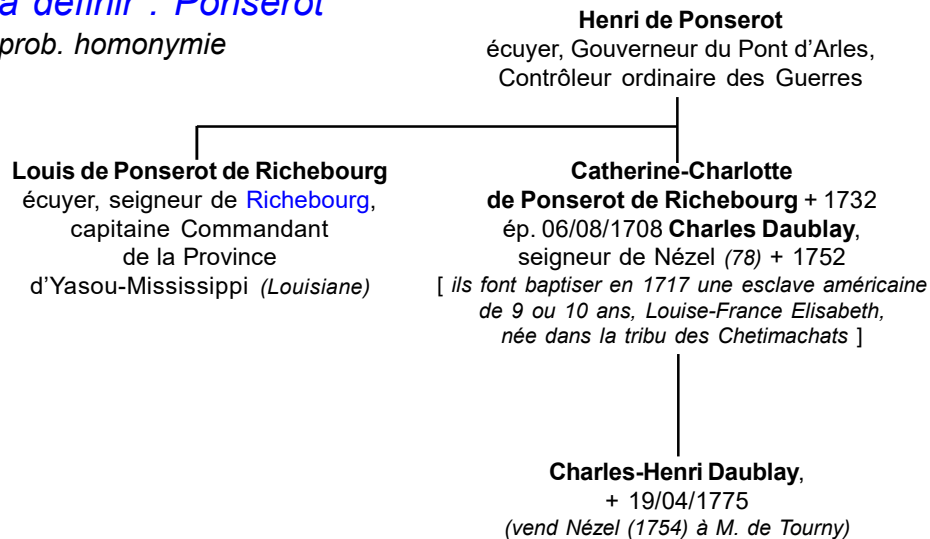 à définir : Ponserot
prob. homonymie
Henri de Ponserot
écuyer, Gouverneur du Pont d’Arles,
Contrôleur ordinaire des Guerres
Louis de Ponserot de Richebourg
écuyer, seigneur de Richebourg,
capitaine Commandant
de la Province
d’Yasou-Mississippi (Louisiane)
Catherine-Charlotte
de Ponserot de Richebourg + 1732
ép. 06/08/1708 Charles Daublay,
seigneur de Nézel (78) + 1752
[ ils font baptiser en 1717 une esclave américaine
de 9 ou 10 ans, Louise-France Elisabeth,
née dans la tribu des Chetimachats ]
Charles-Henri Daublay,
+ 19/04/1775
(vend Nézel (1754) à M. de Tourny)